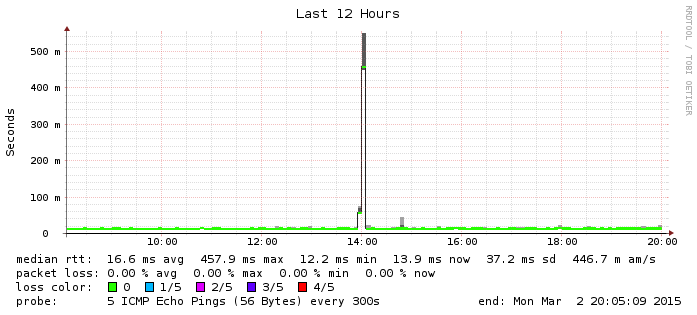 Last 12 Hours
RRDTOOL / TOBI OETIKER
Seconds
500 m
400 m
300 m
200 m
100 m
0
10:00 12:00 14:00 16:00 18:00 20:00
median rtt: 16.6 ms avg 457.9 ms max 12.2 ms min 13.9 ms now 37.2 ms sd 446.7 m am/s
packet loss: 0.00 % avg 0.00 % max 0.00 % min 0.00 % now
loss color: 0 1/5 2/5 3/5 4/5
probe: 5 ICMP Echo Pings (56 Bytes) every 300s end: Mon Mar 2 20:05:09 2015